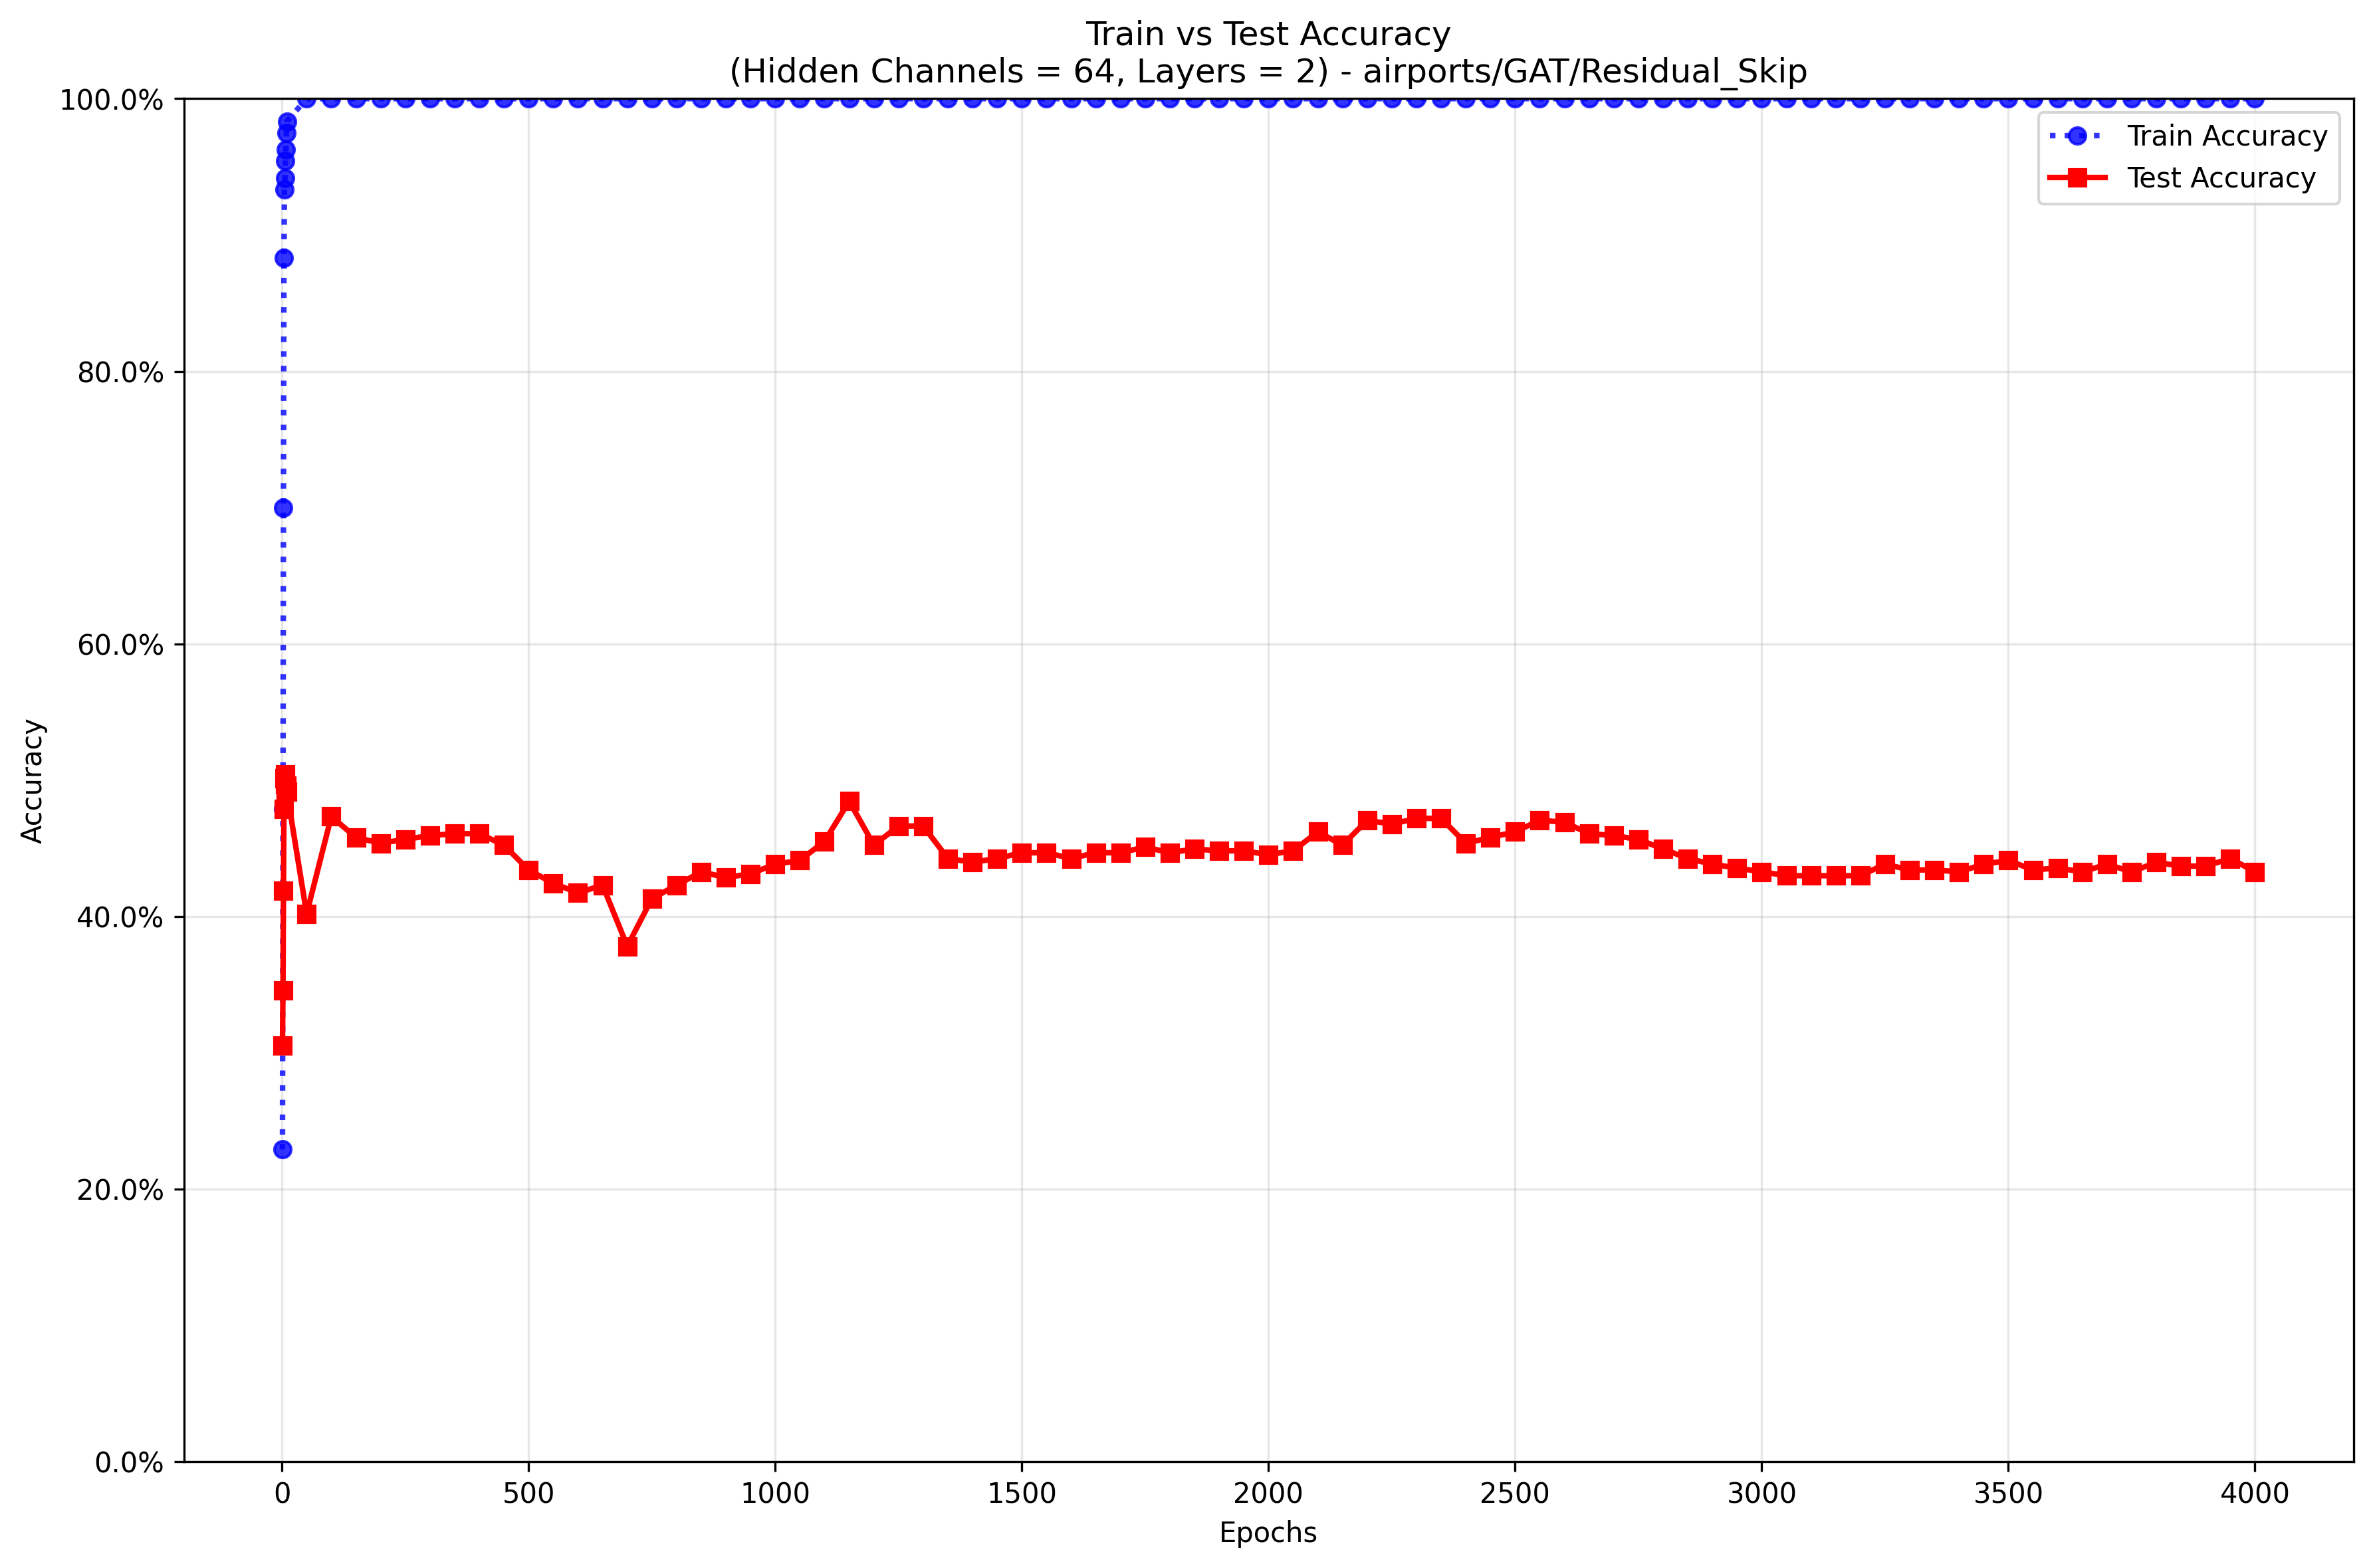 Train vs Test Accuracy
(Hidden Channels = 64, Layers = 2) - airports/GAT/Residual_Skip
100.0%
80.0%
60.0%
40.0%
20.0%
0.0%
Accuracy
Train Accuracy
Test Accuracy
0 500 1000 1500 2000 2500 3000 3500 4000
Epochs